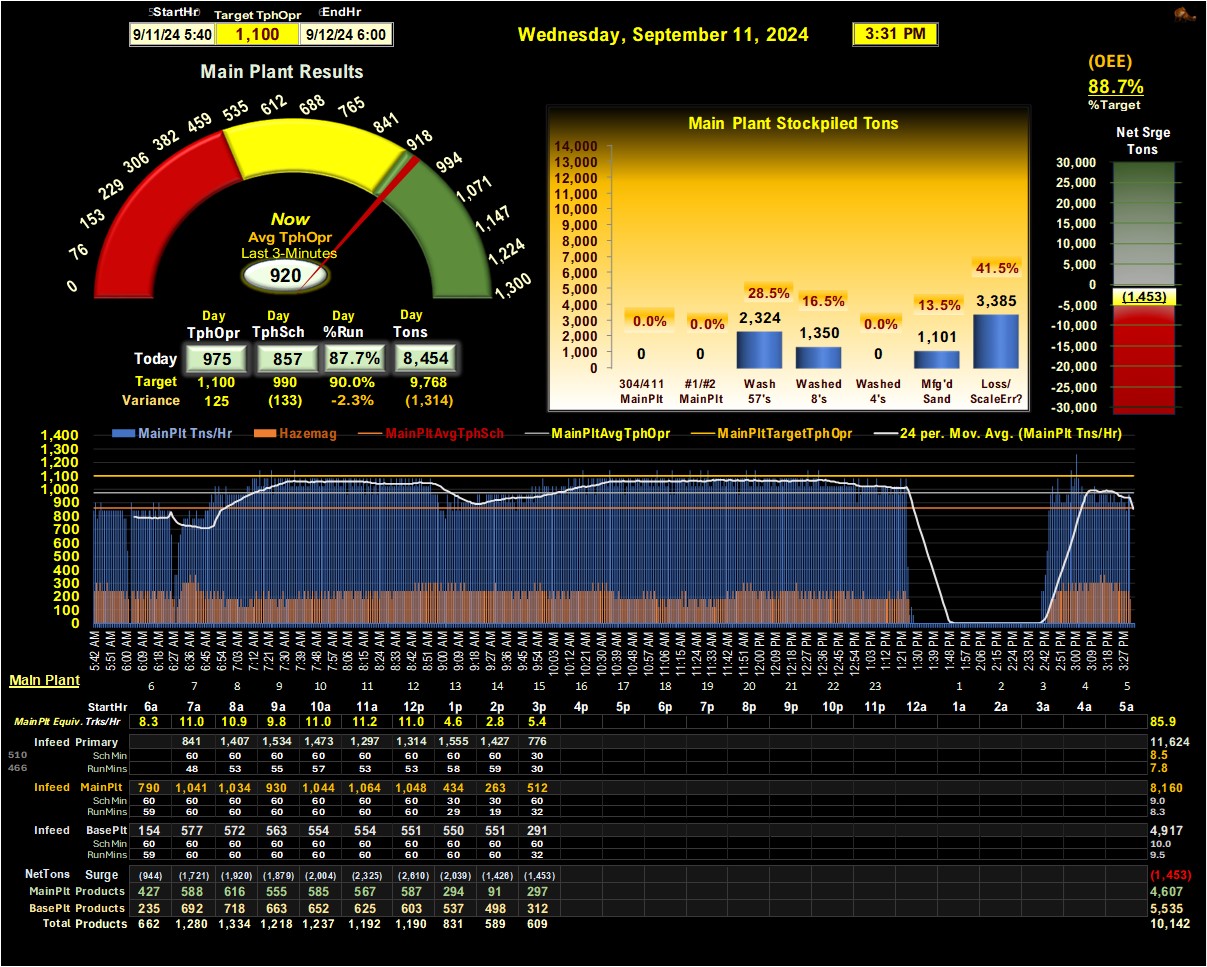 StartHr Target TphOpr EndHr
9/11/24 5:40 1,100 9/12/24 6:00
Wednesday, September 11, 2024
3:31 PM
(OEE)
88.7%
%Target
Main Plant Results
0 76 153 229 306 382 459 535 612 688 765 841 918 994 1,071 1,147 1,224 1,300
Now
Avg TphOpr
Last 3-Minutes
920
Day Day Day Day
TphOpr TphSch %Run Tons
Today 975 857 87.7% 8,454
Target 1,100 990 90.0% 9,768
Variance 125 (133) -2.3% (1,314)
Main Plant Stockpiled Tons
14,000
13,000
12,000
11,000
10,000
9,000
8,000
7,000
6,000
5,000
4,000
3,000
2,000
1,000
0
0.0% 0.0% 28.5% 16.5% 0.0% 13.5% 41.5%
0 0 2,324 1,350 0 1,101 3,385
304/411 #1/#2 Wash Washed Washed Mfg'd Loss/
MainPlt MainPlt 57's 8's 4's Sand ScaleErr?
Net Srge
Tons
30,000
25,000
20,000
15,000
10,000
5,000
0
(1,453)
-5,000
-10,000
-15,000
-20,000
-25,000
-30,000
MainPlt Tns/Hr Hazemag MainPltAvgTphSch MainPltAvgTphOpr MainPltTargetTphOpr 24 per. Mov. Avg. (MainPlt Tns/Hr)
1,400
1,300
1,200
1,100
1,000
900
800
700
600
500
400
300
200
100
0
5:42 AM 5:51 AM 6:00 AM 6:09 AM 6:18 AM 6:27 AM 6:36 AM 6:45 AM 6:54 AM 7:03 AM 7:12 AM 7:21 AM 7:30 AM 7:39 AM 7:48 AM 7:57 AM 8:06 AM 8:15 AM 8:24 AM 8:33 AM 8:42 AM 8:51 AM 9:00 AM 9:09 AM 9:18 AM 9:27 AM 9:36 AM 9:45 AM 9:54 AM 10:03 AM 10:12 AM 10:21 AM 10:30 AM 10:39 AM 10:48 AM 10:57 AM 11:06 AM 11:15 AM 11:24 AM 11:33 AM 11:42 AM 11:51 AM 12:00 PM 12:09 PM 12:18 PM 12:27 PM 12:36 PM 12:45 PM 12:54 PM 1:03 PM 1:12 PM 1:21 PM 1:30 PM 1:48 PM 1:57 PM 2:06 PM 2:15 PM 2:24 PM 2:33 PM 2:42 PM 2:51 PM 3:00 PM 3:09 PM 3:18 PM 3:27 PM
Main Plant 6 7 8 9 10 11 12 13 14 15 16 17 18 19 20 21 22 23 1 2 3 4 5
StartHr 6a 7a 8a 9a 10a 11a 12p 1p 2p 3p 4p 5p 6p 7p 8p 9p 10p 11p 12a 1a 2a 3a 4a 5a
MainPlt Equiv. Trks/Hr 8.3 11.0 10.9 9.8 11.0 11.2 11.0 4.6 2.8 5.4 85.9
Infeed Primary 841 1,407 1,534 1,473 1,297 1,314 1,555 1,427 776 11,624
510 SchMin 60 60 60 60 60 60 60 60 30 8.5
466 RunMins 48 53 55 57 53 53 58 59 30 7.8
Infeed MainPlt 790 1,041 1,034 930 1,044 1,064 1,048 434 263 512 8,160
SchMin 60 60 60 60 60 60 60 30 30 60 9.0
RunMins 59 60 60 60 60 60 60 29 19 32 8.3
Infeed BasePlt 154 577 572 563 554 554 551 550 551 291 4,917
SchMin 60 60 60 60 60 60 60 60 60 60 10.0
RunMins 59 60 60 60 60 60 60 60 60 32 9.5
NetTons Surge (944) (1,721) (1,920) (1,879) (2,004) (2,325) (2,610) (2,039) (1,426) (1,453) (1,453)
MainPlt Products 427 588 616 555 585 567 587 294 91 297 4,607
BasePlt Products 235 692 718 663 652 625 603 537 498 312 5,535
Total Products 662 1,280 1,334 1,218 1,237 1,192 1,190 831 589 609 10,142